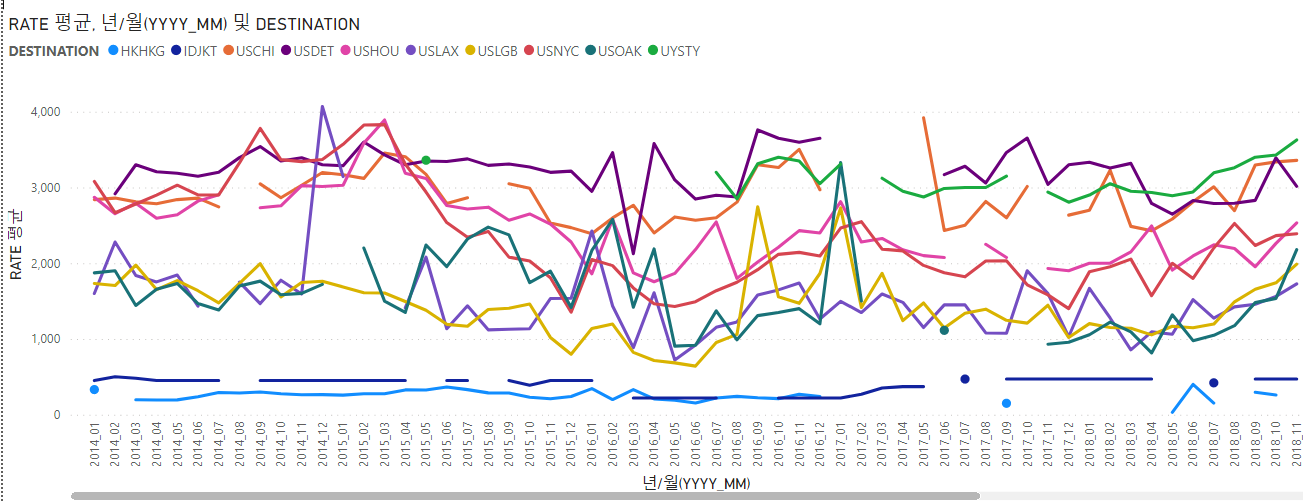 RATE 평균, 년/월(YYYY_MM) 및 DESTINATION
DESTINATION HKHKG IDJKT USCHI USDET USHOU USLAX USLGB USNYC USOAK UYSTY
RATE 평균
4,000
3,000
2,000
1,000
0
2014_01 2014_02 2014_03 2014_04 2014_05 2014_06 2014_07 2014_08 2014_09 2014_10 2014_11 2014_12 2015_01 2015_02 2015_03 2015_04 2015_05 2015_06 2015_07 2015_08 2015_09 2015_10 2015_11 2015_12 2016_01 2016_02 2016_03 2016_04 2016_05 2016_06 2016_07 2016_08 2016_09 2016_10 2016_11 2016_12 2017_01 2017_02 2017_03 2017_04 2017_05 2017_06 2017_07 2017_08 2017_09 2017_10 2017_11 2017_12 2018_01 2018_02 2018_03 2018_04 2018_05 2018_06 2018_07 2018_08 2018_09 2018_10 2018_11
년/월(YYYY_MM)